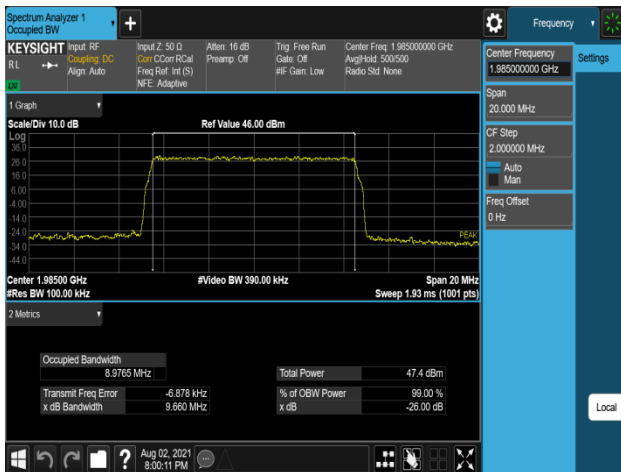 Spectrum Analyzer 1
Occupied BW
+
Frequency
KEYSIGHT
RL
LXI
Input: RF
Coupling: DC
Align: Auto
Input Z: 50 Ω
Corr CCorr RCal
Freq Ref: Int (S)
NFE: Adaptive
Atten: 16 dB
Preamp: Off
Trig: Free Run
Gate: Off
#IF Gain: Low
Center Freq: 1.985000000 GHz
Avg|Hold: 500/500
Radio Std: None
Center Frequency
1.985000000 GHz
Settings
Span
20.000 MHz
CF Step
2.000000 MHz
Auto
Man
Freq Offset
0 Hz
1 Graph
Scale/Div 10.0 dB
Ref Value 46.00 dBm
Log
36.0
26.0
16.0
6.00
-4.00
-14.0
-24.0
-34.0
-44.0
PEAK
Center 1.98500 GHz
#Video BW 390.00 kHz
Span 20 MHz
#Res BW 100.00 kHz
Sweep 1.93 ms (1001 pts)
2 Metrics
Occupied Bandwidth
8.9765 MHz
Total Power 47.4 dBm
Transmit Freq Error -6.878 kHz
% of OBW Power 99.00 %
x dB Bandwidth 9.660 MHz
x dB -26.00 dB
Local
?
Aug 02, 2021
8:00:11 PM